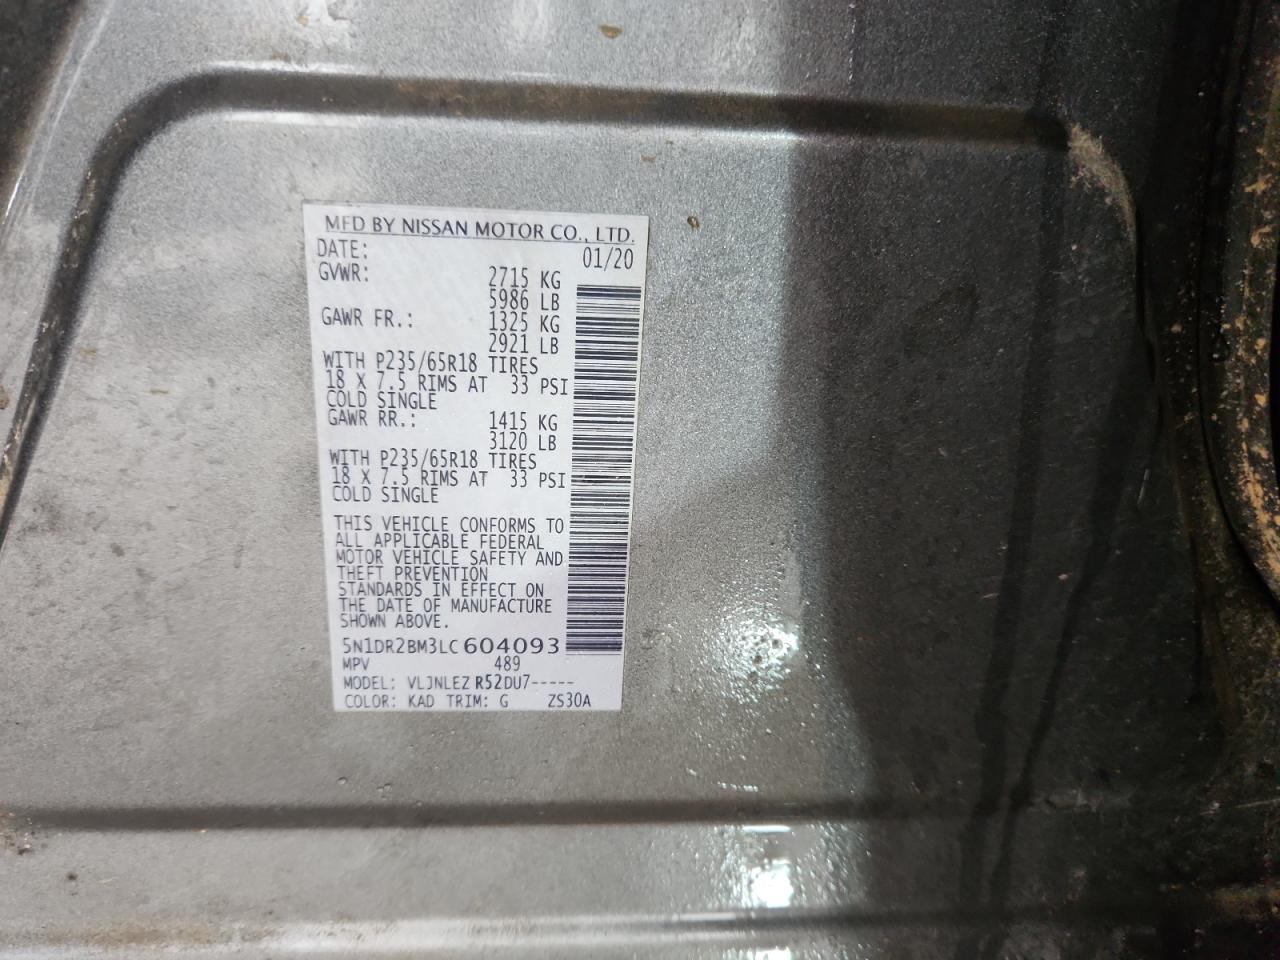 MFD BY NISSAN MOTOR CO., LTD.
DATE: 01/20
GVWR: 2715 KG
5986 LB
GAWR FR.: 1325 KG
2921 LB
WITH P235/65R18 TIRES
18 X 7.5 RIMS AT 33 PSI
COLD SINGLE
GAWR RR.: 1415 KG
3120 LB
WITH P235/65R18 TIRES
18 X 7.5 RIMS AT 33 PSI
COLD SINGLE
THIS VEHICLE CONFORMS TO
ALL APPLICABLE FEDERAL
MOTOR VEHICLE SAFETY AND
THEFT PREVENTION
STANDARDS IN EFFECT ON
THE DATE OF MANUFACTURE
SHOWN ABOVE.
5N1DR2BM3LC604093
MPV 489
MODEL: VLJNLEZ R52DU7-----
COLOR: KAD TRIM: G ZS30A